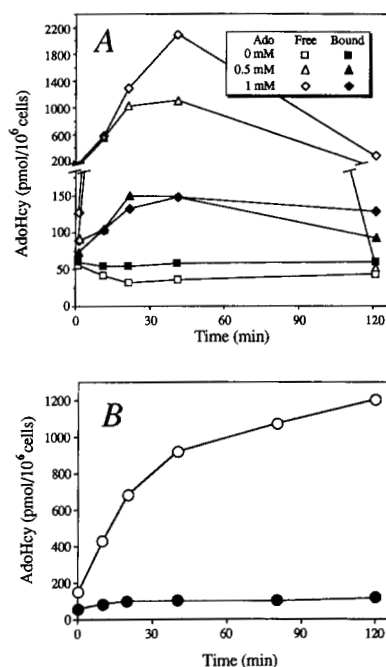 A
Ado Free Bound
0 mM
0.5 mM
1 mM
AdoHcy (pmol/10⁶ cells)
2200
1800
1400
1000
600
200
150
100
50
0
0 30 60 90 120
Time (min)
B
AdoHcy (pmol/10⁶ cells)
1200
1000
800
600
400
200
0
0 30 60 90 120
Time (min)